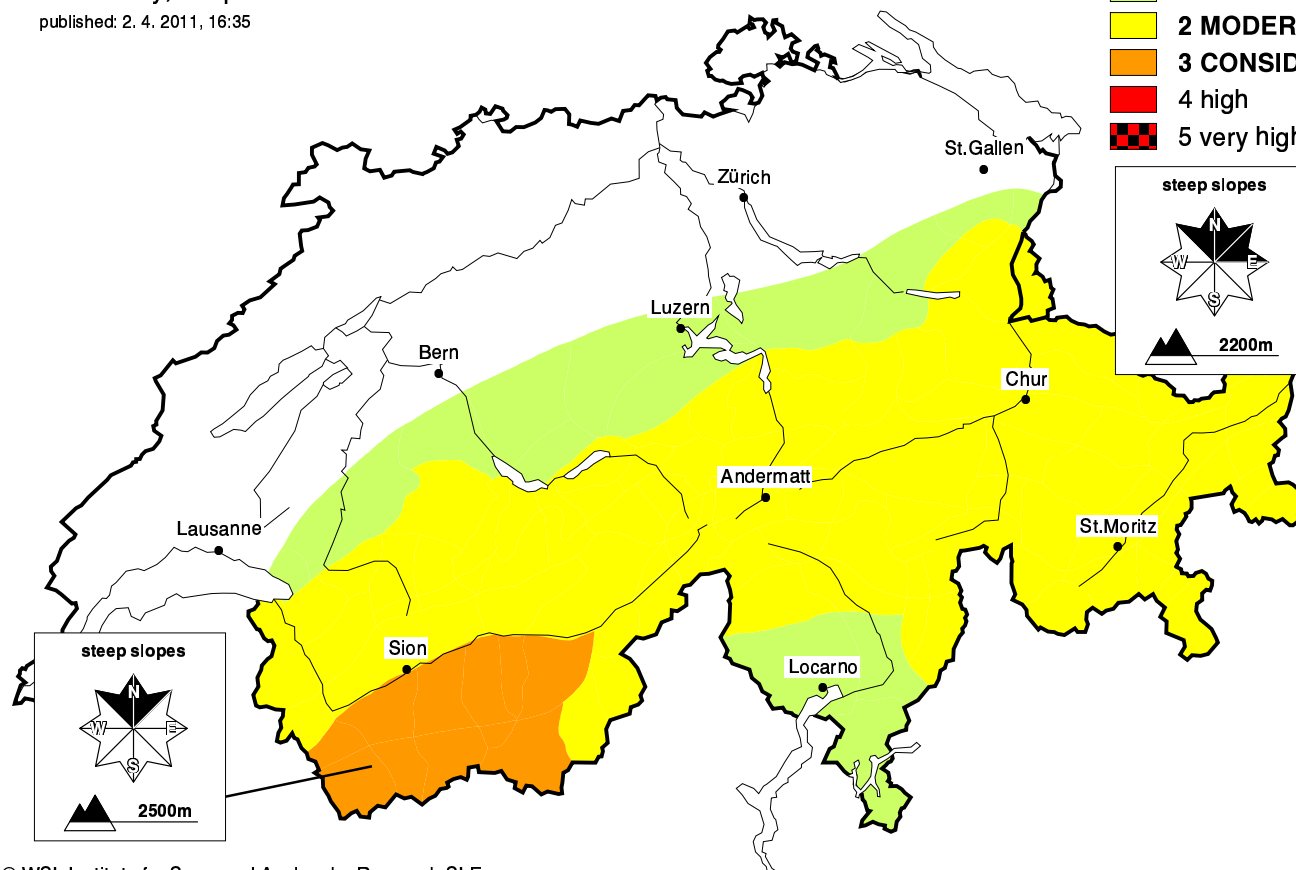 published: 2. 4. 2011, 16:35
2 MODER
3 CONSID
4 high
5 very high
St.Gallen
Zürich
steep slopes
N
W E
S
2200m
Luzern
Bern
Chur
Andermatt
St.Moritz
Lausanne
Sion
Locarno
steep slopes
N
W E
S
2500m